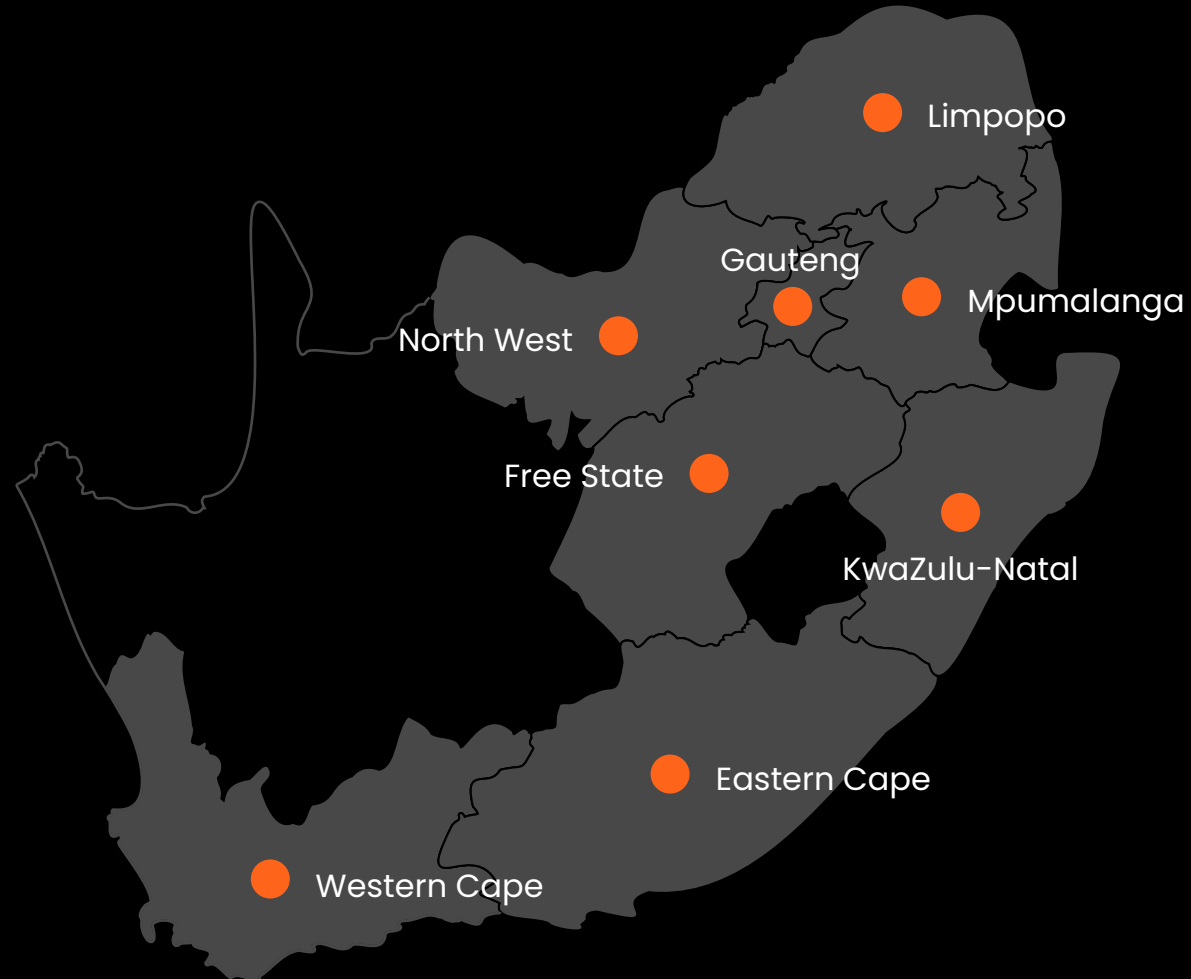 Limpopo
Gauteng
Mpumalanga
North West
Free State
KwaZulu-Natal
Eastern Cape
Western Cape